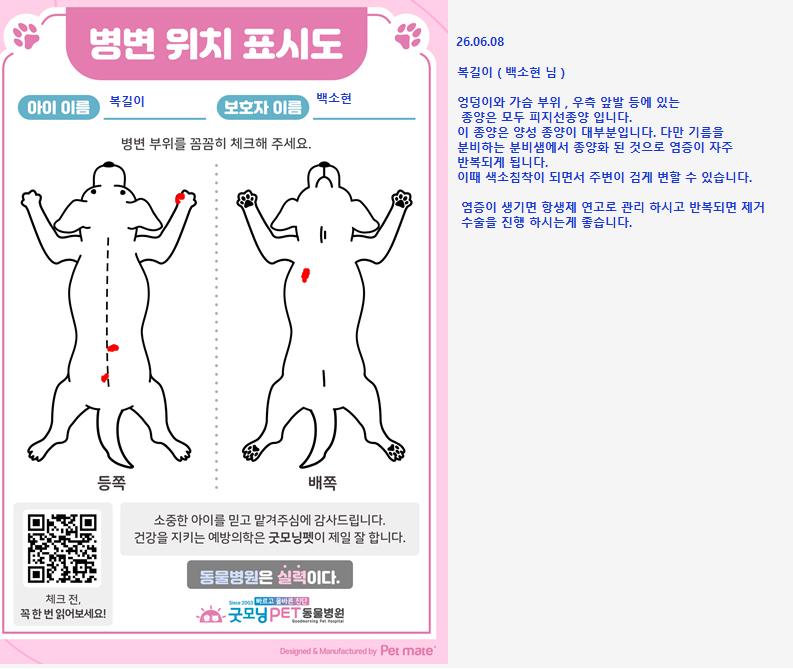 병변 위치 표시도
아이 이름 복길이 보호자 이름 백소현
병변 부위를 꼼꼼히 체크해 주세요.
등쪽 배쪽
체크 전,
꼭 한 번 읽어보세요!
소중한 아이를 믿고 맡겨주심에 감사드립니다.
건강을 지키는 예방의학은 굿모닝펫이 제일 잘 합니다.
동물병원은 실력이다.
Since 2003 빠르고 올바른 진단
굿모닝PET동물병원
Goodmorning Pet Hospital
Designed & Manufactured by Pet mate
26.06.08
복길이 ( 백소현 님 )
엉덩이와 가슴 부위 , 우측 앞발 등에 있는
종양은 모두 피지선종양 입니다.
이 종양은 양성 종양이 대부분입니다. 다만 기름을
분비하는 분비샘에서 종양화 된 것으로 염증이 자주
반복되게 됩니다.
이때 색소침착이 되면서 주변이 검게 변할 수 있습니다.
염증이 생기면 항생제 연고로 관리 하시고 반복되면 제거
수술을 진행 하시는게 좋습니다.